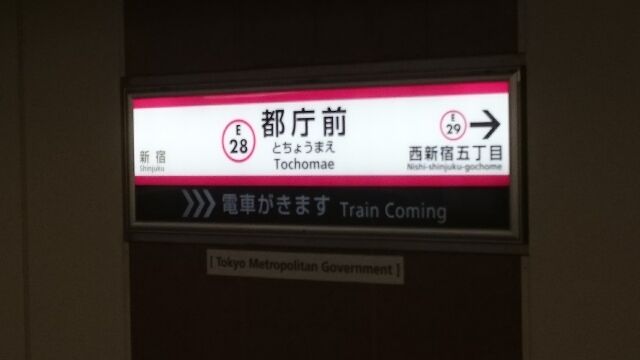 E
28
都庁前
とちょうまえ
Tochomae
新宿
Shinjuku
E
29
西新宿五丁目
Nishi-shinjuku-gochome
電車がきます Train Coming
[ Tokyo Metropolitan Government ]